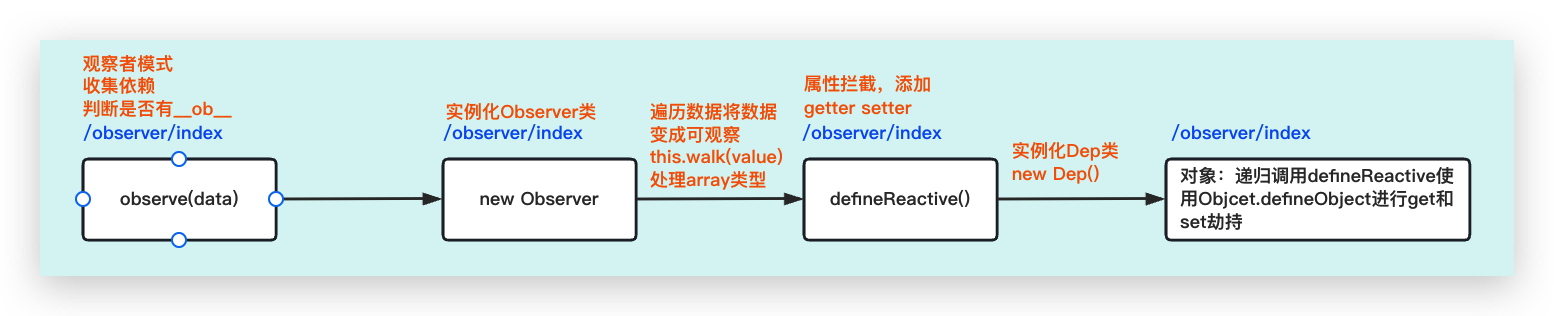 观察者模式
收集依赖
判断是否有__ob__
/observer/index
observe(data)
实例化Observer类
/observer/index
new Observer
遍历数据将数据
变成可观察
this.walk(value)
处理array类型
属性拦截，添加
getter setter
/observer/index
defineReactive()
实例化Dep类
new Dep()
/observer/index
对象：递归调用defineReactive使
用Objcet.defineObject进行get和
set劫持